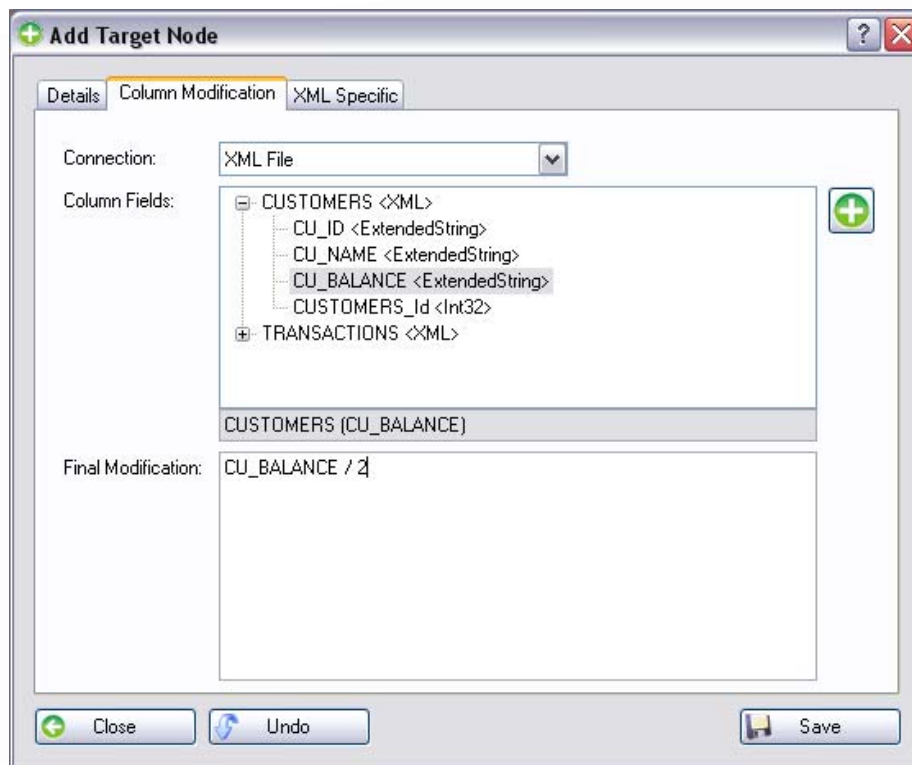 Add Target Node
Details Column Modification XML Specific
Connection: XML File
Column Fields: CUSTOMERS <XML>
CU_ID <ExtendedString>
CU_NAME <ExtendedString>
CU_BALANCE <ExtendedString>
CUSTOMERS_Id <Int32>
TRANSACTIONS <XML>
CUSTOMERS (CU_BALANCE)
Final Modification: CU_BALANCE / 2
Close Undo Save